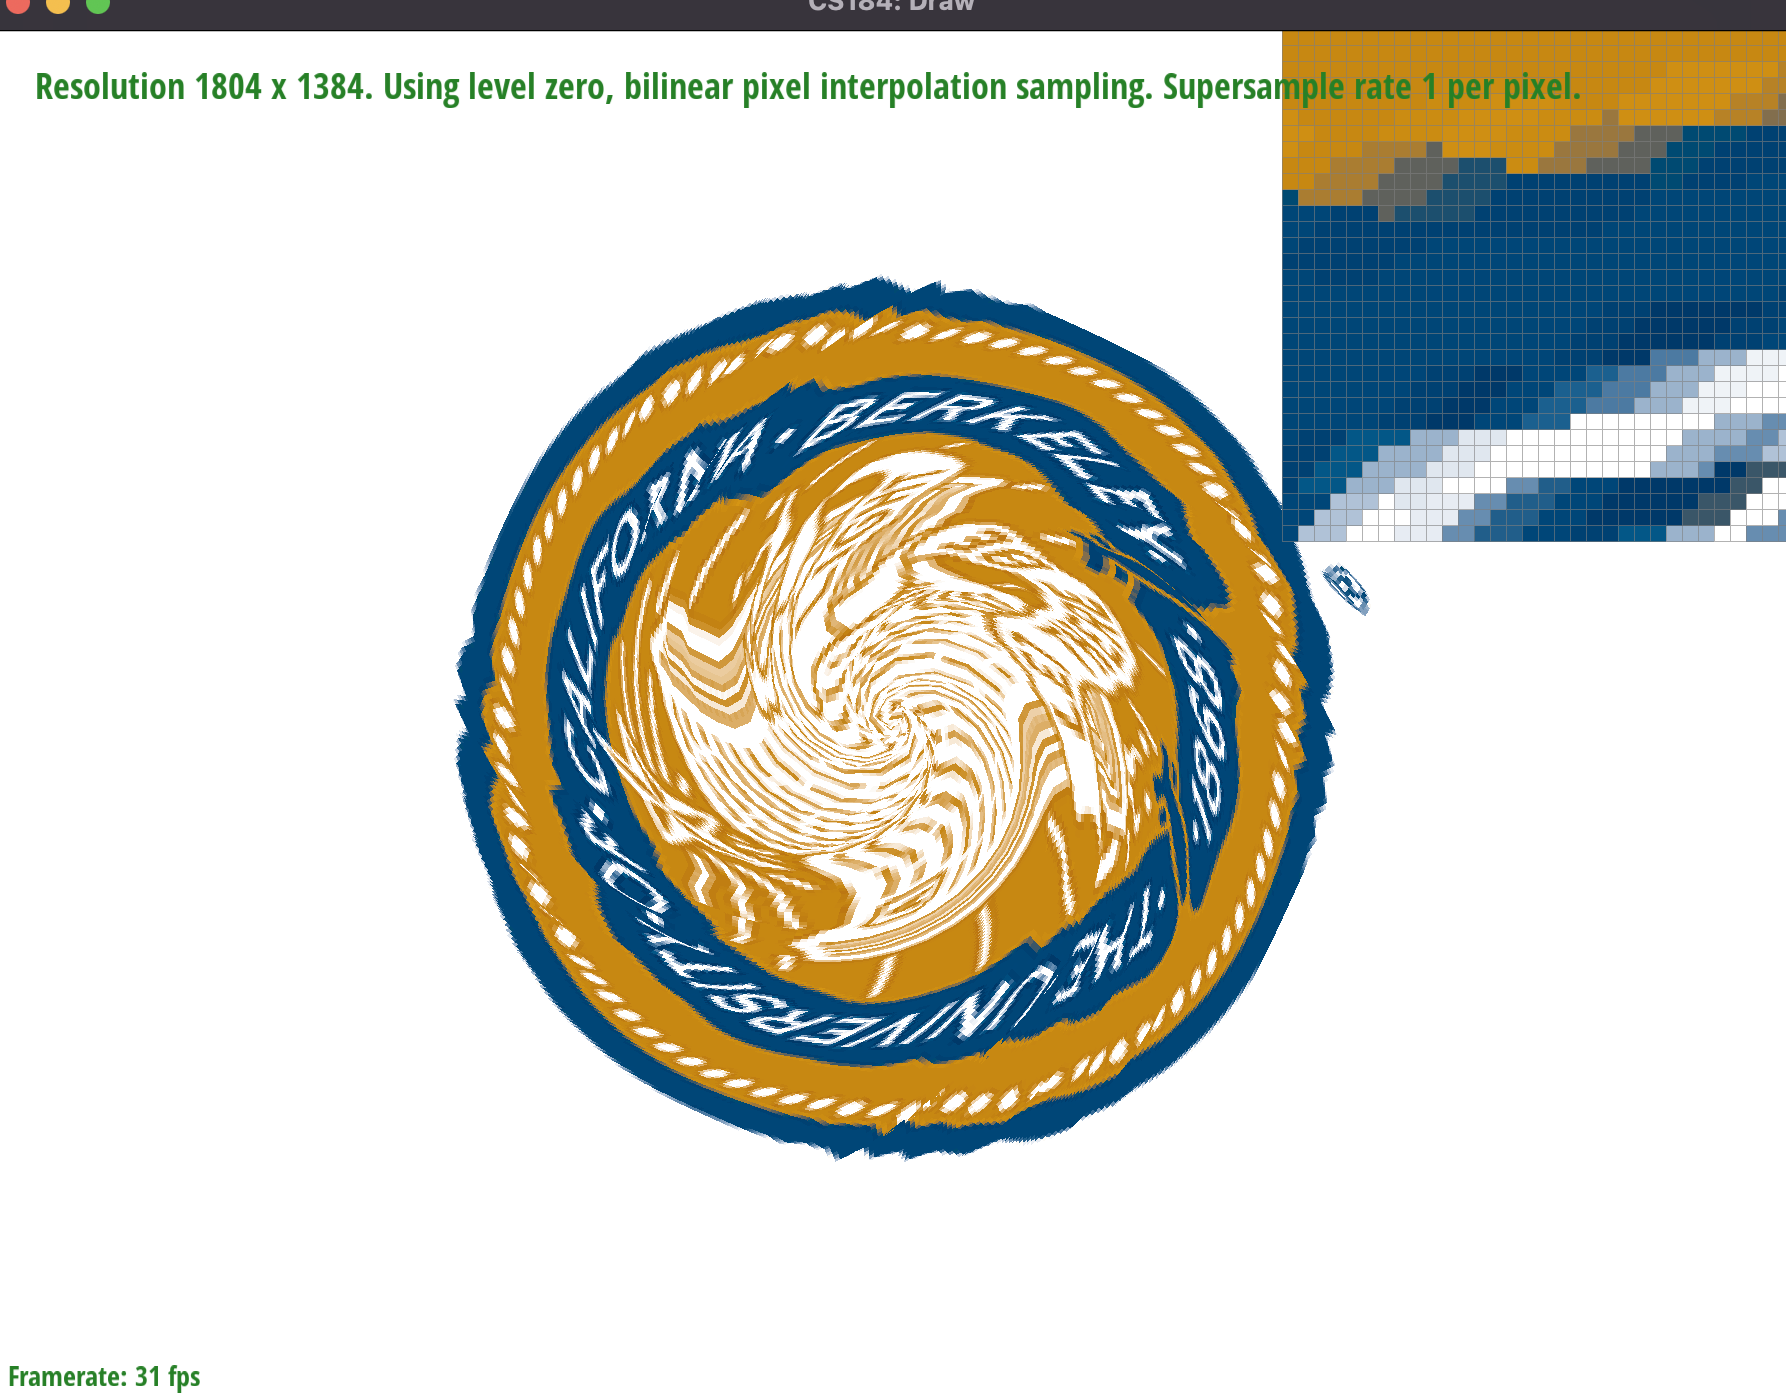 CS184: Draw
Resolution 1804 x 1384. Using level zero, bilinear pixel interpolation sampling. Supersample rate 1 per pixel.
·THE UNIVERSITY·OF·CALIFORNIA·BERKELEY
·1868·
Framerate: 31 fps